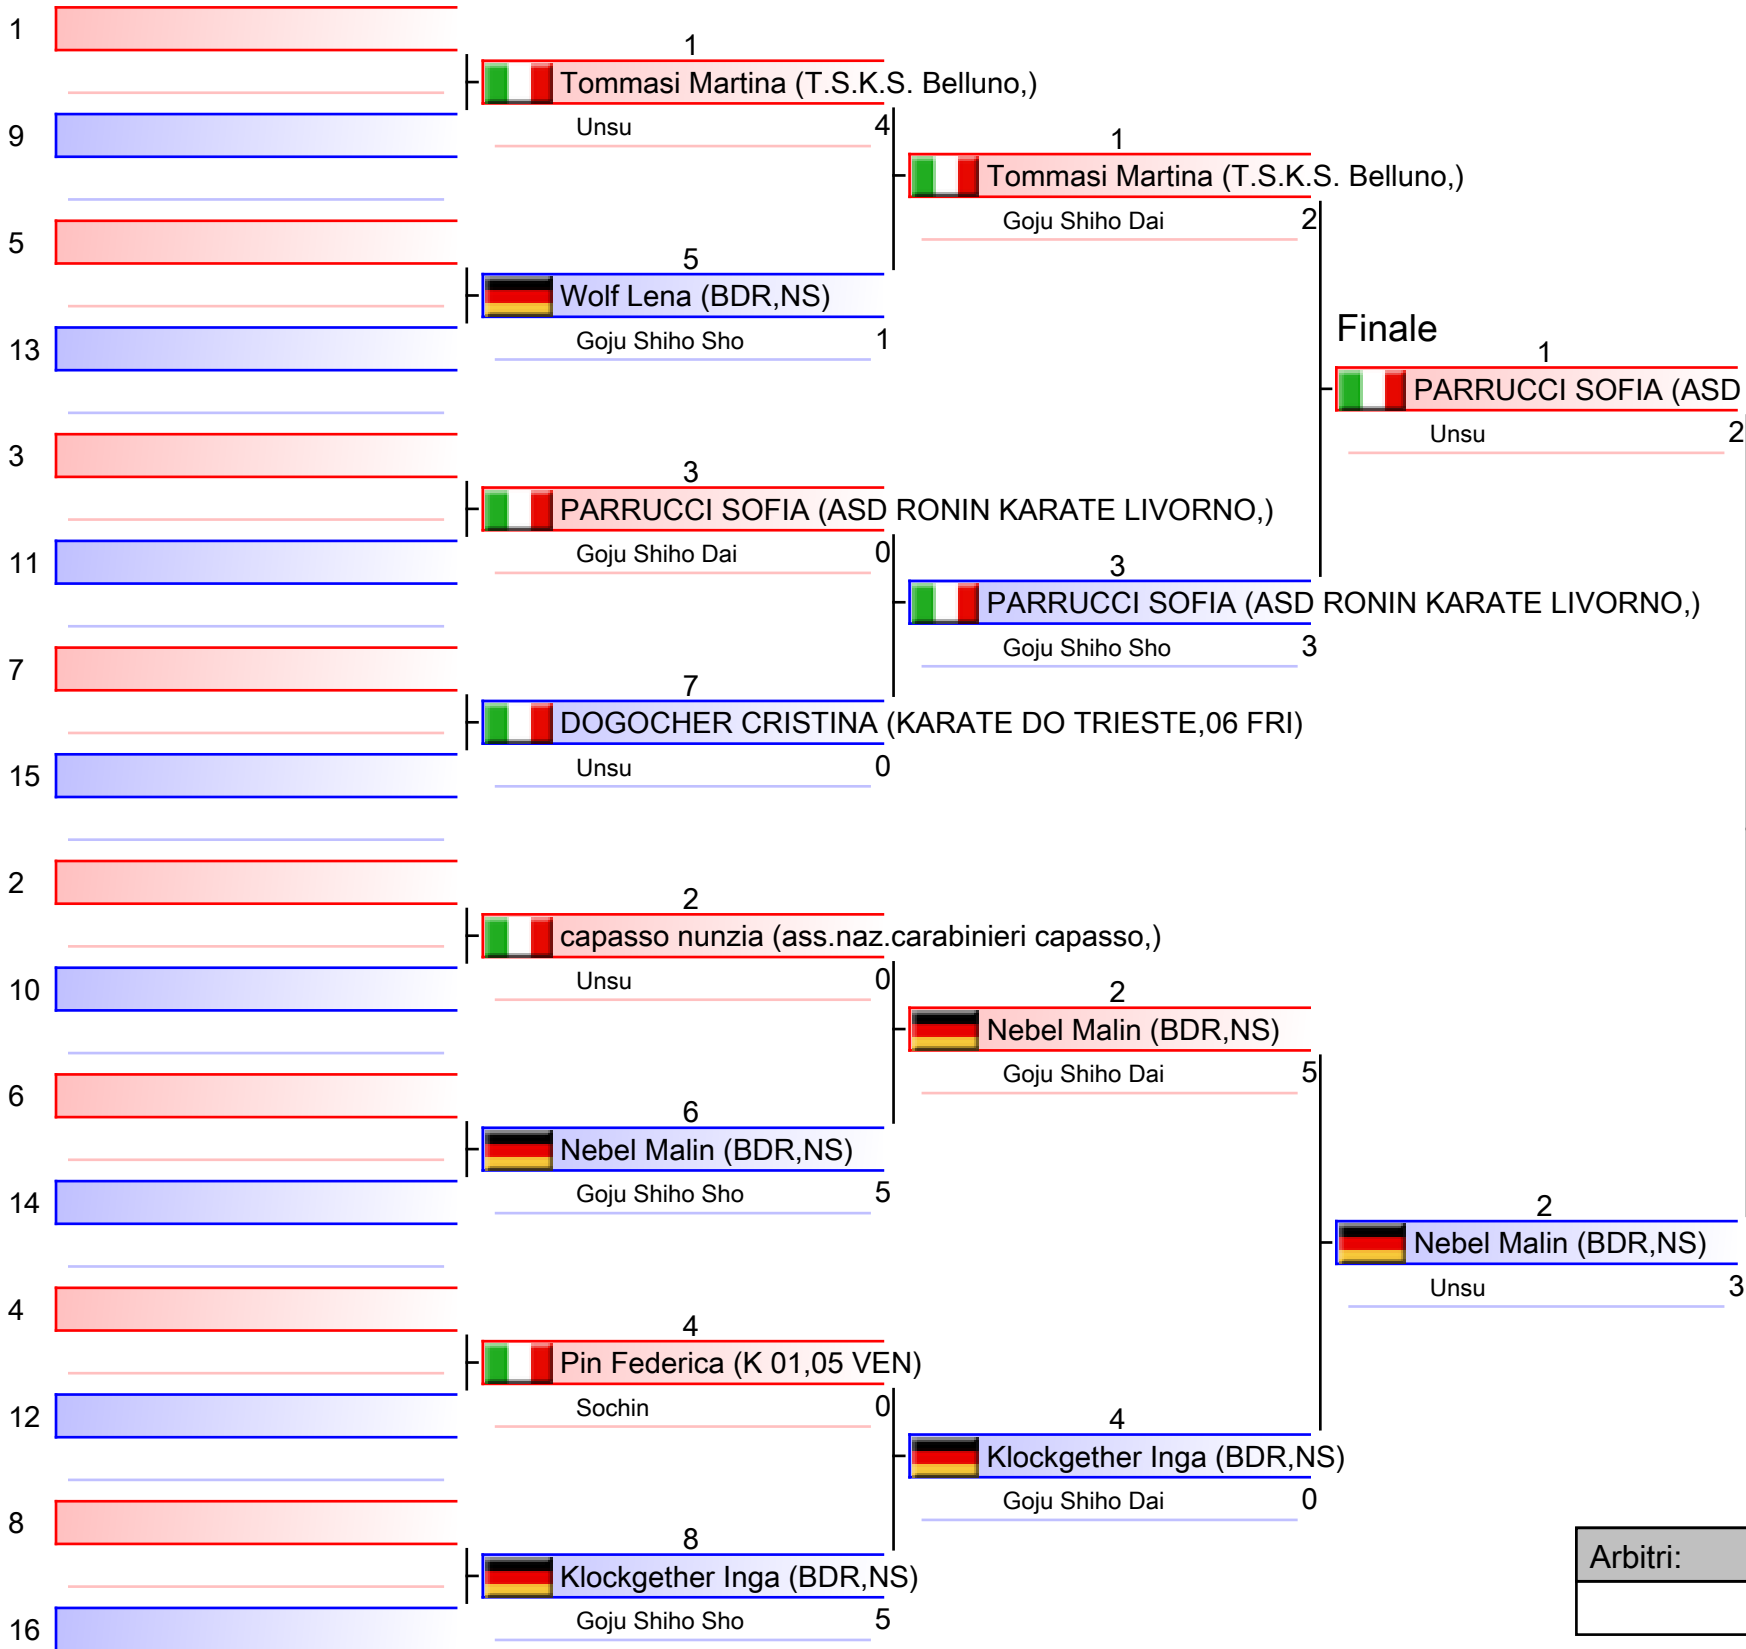 1
9
5
13
3
11
7
15
2
10
6
14
4
12
8
16
1
Tommasi Martina (T.S.K.S. Belluno,)
Unsu 4
5
Wolf Lena (BDR,NS)
Goju Shiho Sho 1
3
PARRUCCI SOFIA (ASD RONIN KARATE LIVORNO,)
Goju Shiho Dai 0
7
DOGOCHER CRISTINA (KARATE DO TRIESTE,06 FRI)
Unsu 0
2
capasso nunzia (ass.naz.carabinieri capasso,)
Unsu 0
6
Nebel Malin (BDR,NS)
Goju Shiho Sho 5
4
Pin Federica (K 01,05 VEN)
Sochin 0
8
Klockgether Inga (BDR,NS)
Goju Shiho Sho 5
1
Tommasi Martina (T.S.K.S. Belluno,)
Goju Shiho Dai 2
3
PARRUCCI SOFIA (ASD RONIN KARATE LIVORNO,)
Goju Shiho Sho 3
2
Nebel Malin (BDR,NS)
Goju Shiho Dai 5
4
Klockgether Inga (BDR,NS)
Goju Shiho Dai 0
Finale
1
PARRUCCI SOFIA (ASD
Unsu 2
2
Nebel Malin (BDR,NS)
Unsu 3
Arbitri: